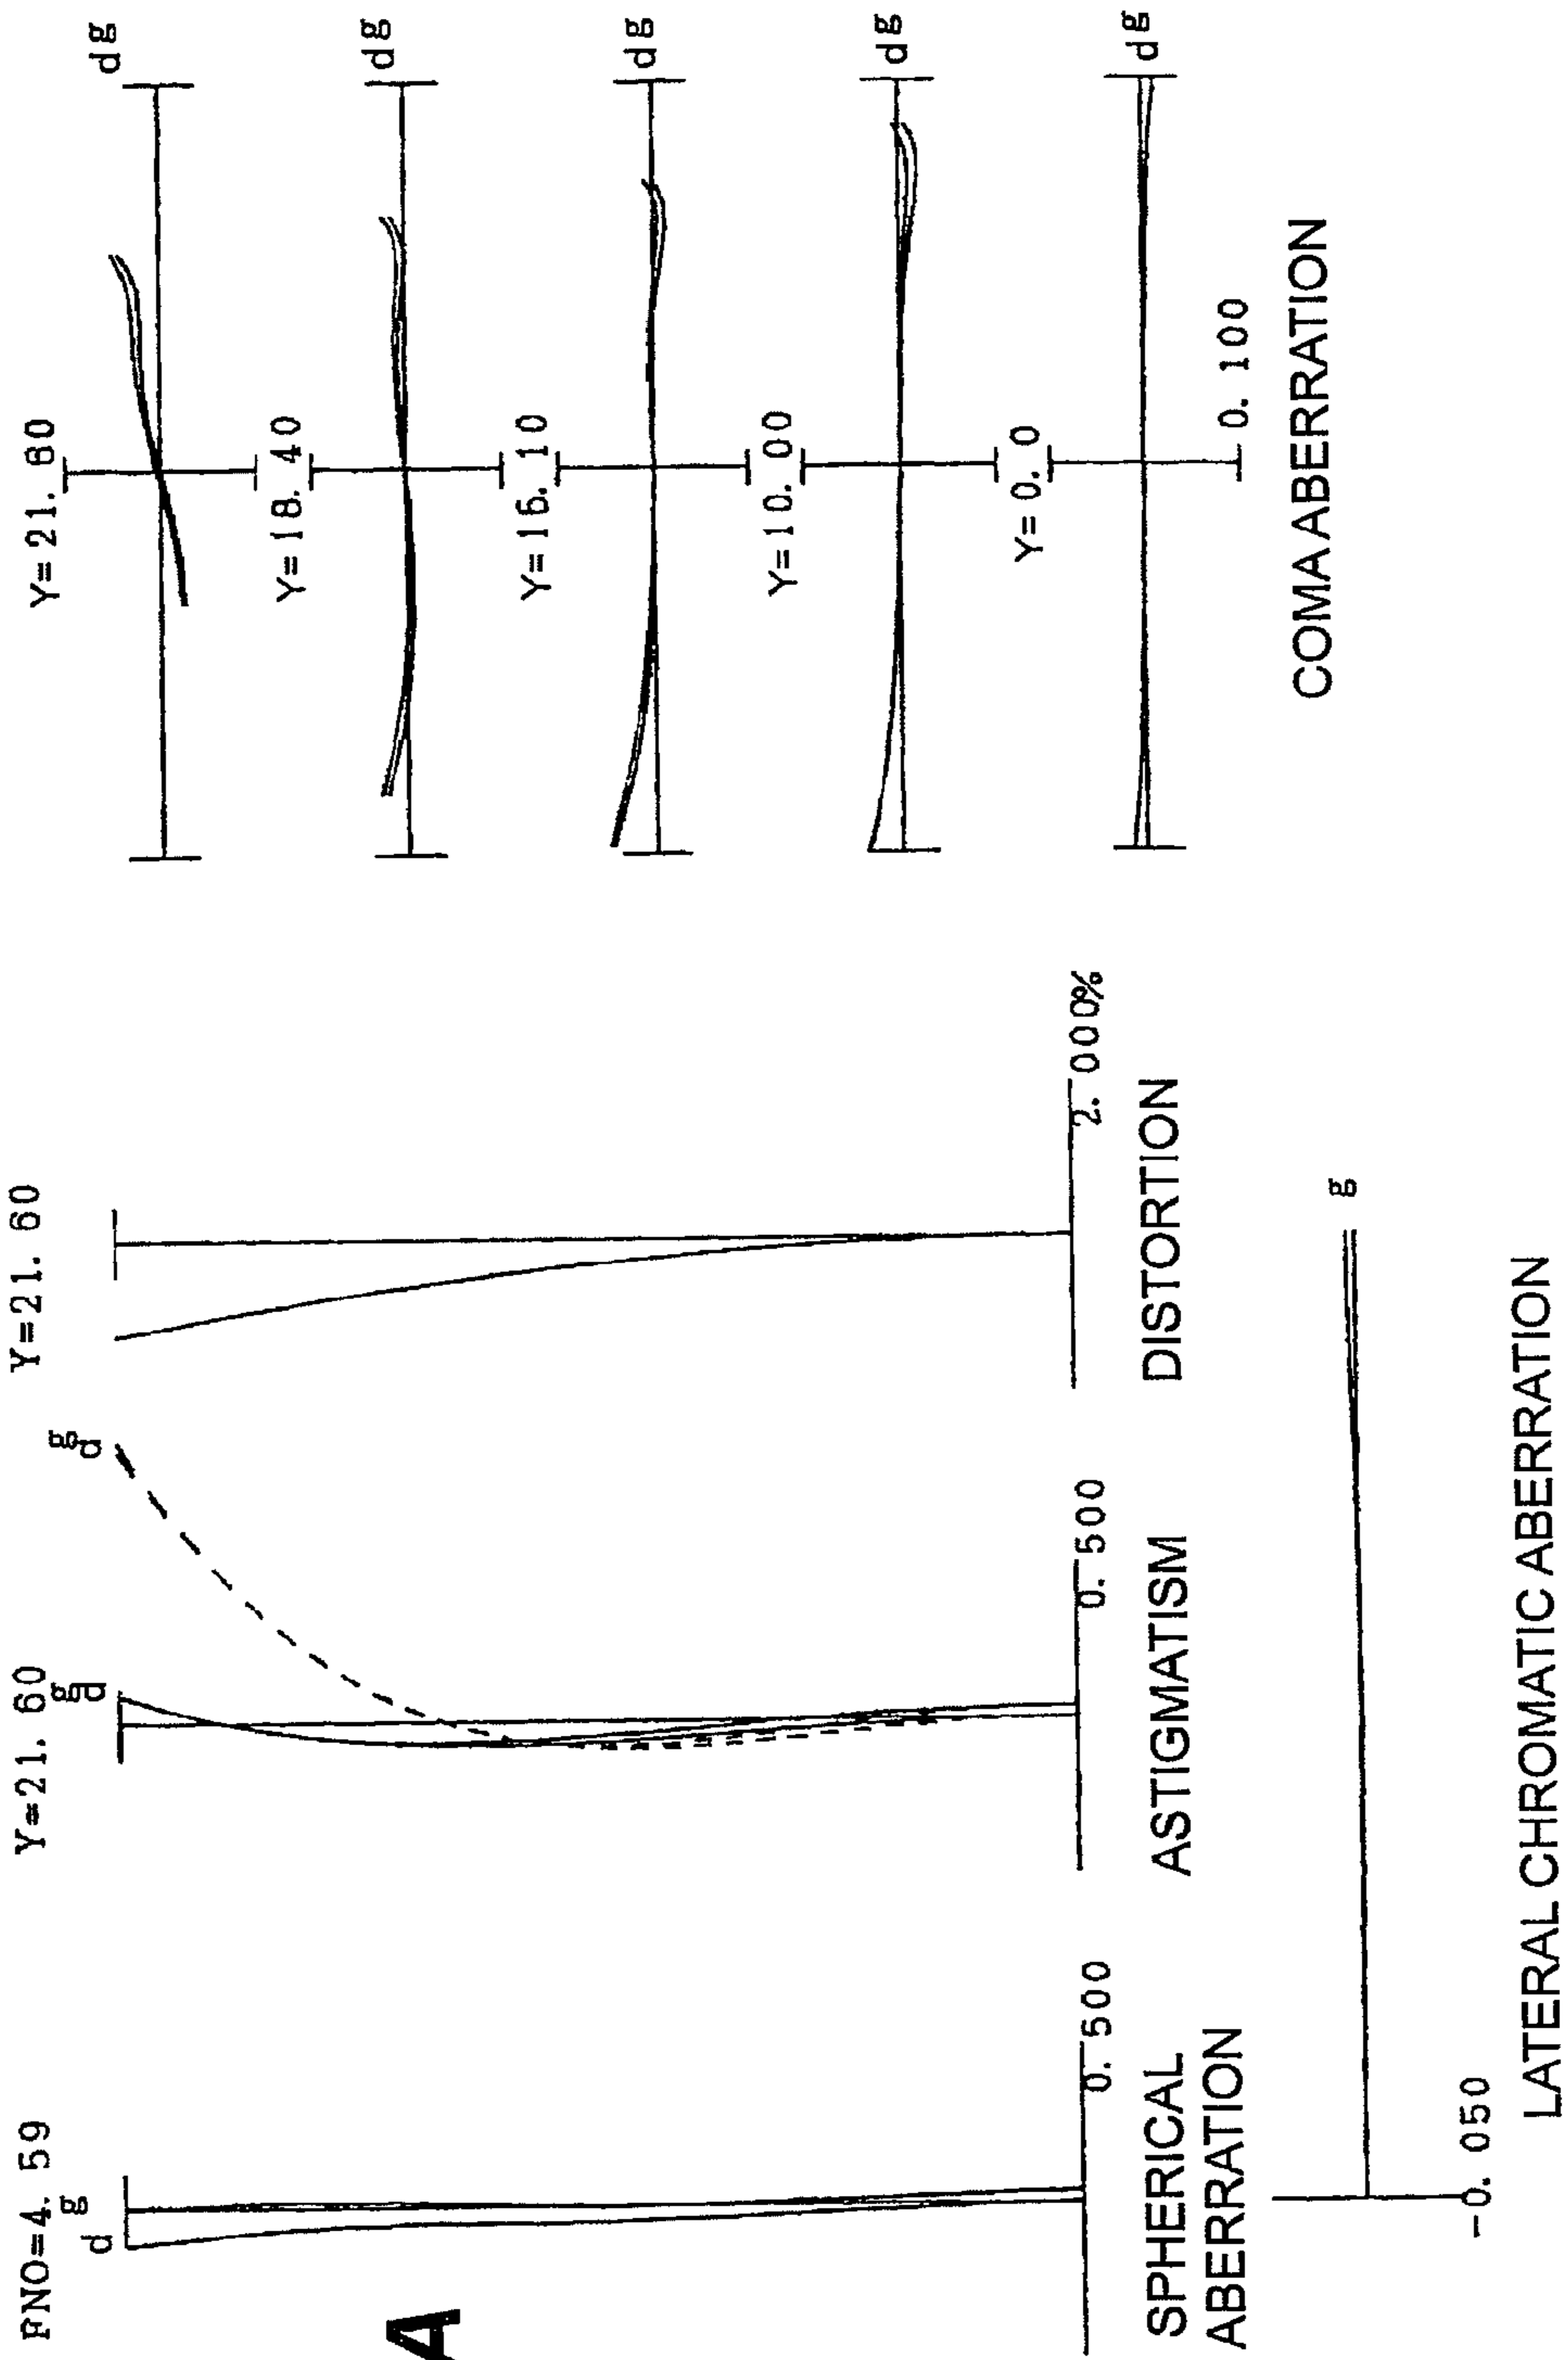 A
FNO=4. 59
d g
0. 500
SPHERICAL
ABERRATION
Y=21. 60
g
d
g
d
0. 500
ASTIGMATISM
Y=21. 60
2. 000%
DISTORTION
Y=21. 60
dg
Y=18. 40
dg
Y=15. 10
dg
Y=10. 00
dg
Y=0. 0
dg
0. 100
COMA ABERRATION
g
-0. 050
LATERAL CHROMATIC ABERRATION